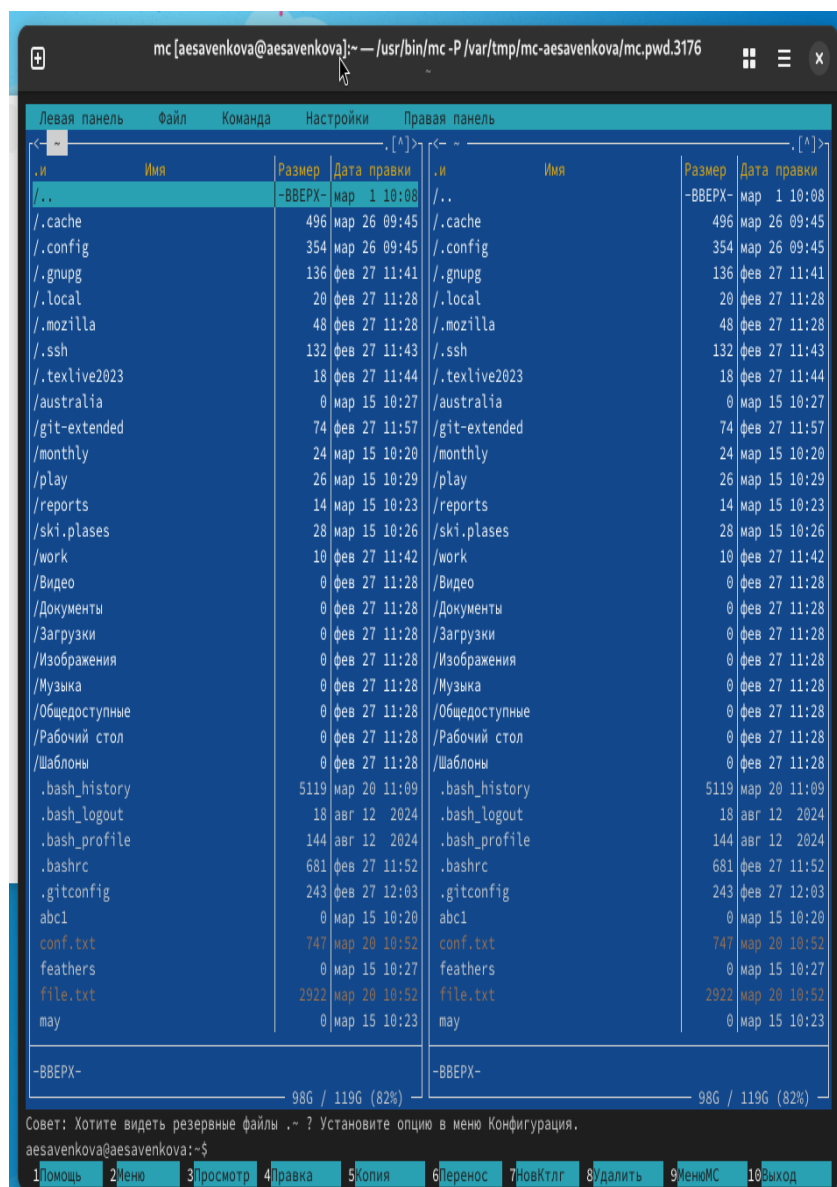 mc [aesavenkova@aesavenkova]:~ — /usr/bin/mc -P /var/tmp/mc-aesavenkova/mc.pwd.3176
~
Левая панель Файл Команда Настройки Правая панель
<- ~ .[^]> <- ~ .[^]>
.и Имя Размер Дата правки .и Имя Размер Дата правки
/.. -ВВЕРХ- мар 1 10:08 /.. -ВВЕРХ- мар 1 10:08
/.cache 496 мар 26 09:45 /.cache 496 мар 26 09:45
/.config 354 мар 26 09:45 /.config 354 мар 26 09:45
/.gnupg 136 фев 27 11:41 /.gnupg 136 фев 27 11:41
/.local 20 фев 27 11:28 /.local 20 фев 27 11:28
/.mozilla 48 фев 27 11:28 /.mozilla 48 фев 27 11:28
/.ssh 132 фев 27 11:43 /.ssh 132 фев 27 11:43
/.texlive2023 18 фев 27 11:44 /.texlive2023 18 фев 27 11:44
/australia 0 мар 15 10:27 /australia 0 мар 15 10:27
/git-extended 74 фев 27 11:57 /git-extended 74 фев 27 11:57
/monthly 24 мар 15 10:20 /monthly 24 мар 15 10:20
/play 26 мар 15 10:29 /play 26 мар 15 10:29
/reports 14 мар 15 10:23 /reports 14 мар 15 10:23
/ski.plases 28 мар 15 10:26 /ski.plases 28 мар 15 10:26
/work 10 фев 27 11:42 /work 10 фев 27 11:42
/Видео 0 фев 27 11:28 /Видео 0 фев 27 11:28
/Документы 0 фев 27 11:28 /Документы 0 фев 27 11:28
/Загрузки 0 фев 27 11:28 /Загрузки 0 фев 27 11:28
/Изображения 0 фев 27 11:28 /Изображения 0 фев 27 11:28
/Музыка 0 фев 27 11:28 /Музыка 0 фев 27 11:28
/Общедоступные 0 фев 27 11:28 /Общедоступные 0 фев 27 11:28
/Рабочий стол 0 фев 27 11:28 /Рабочий стол 0 фев 27 11:28
/Шаблоны 0 фев 27 11:28 /Шаблоны 0 фев 27 11:28
.bash_history 5119 мар 20 11:09 .bash_history 5119 мар 20 11:09
.bash_logout 18 авг 12 2024 .bash_logout 18 авг 12 2024
.bash_profile 144 авг 12 2024 .bash_profile 144 авг 12 2024
.bashrc 681 фев 27 11:52 .bashrc 681 фев 27 11:52
.gitconfig 243 фев 27 12:03 .gitconfig 243 фев 27 12:03
abc1 0 мар 15 10:20 abc1 0 мар 15 10:20
conf.txt 747 мар 20 10:52 conf.txt 747 мар 20 10:52
feathers 0 мар 15 10:27 feathers 0 мар 15 10:27
file.txt 2922 мар 20 10:52 file.txt 2922 мар 20 10:52
may 0 мар 15 10:23 may 0 мар 15 10:23
-ВВЕРХ- -ВВЕРХ-
98G / 119G (82%) 98G / 119G (82%)
Совет: Хотите видеть резервные файлы .~ ? Установите опцию в меню Конфигурация.
aesavenkova@aesavenkova:~$
1Помощь 2Меню 3Просмотр 4Правка 5Копия 6Перенос 7НовКтлг 8Удалить 9МенюМС 10Выход